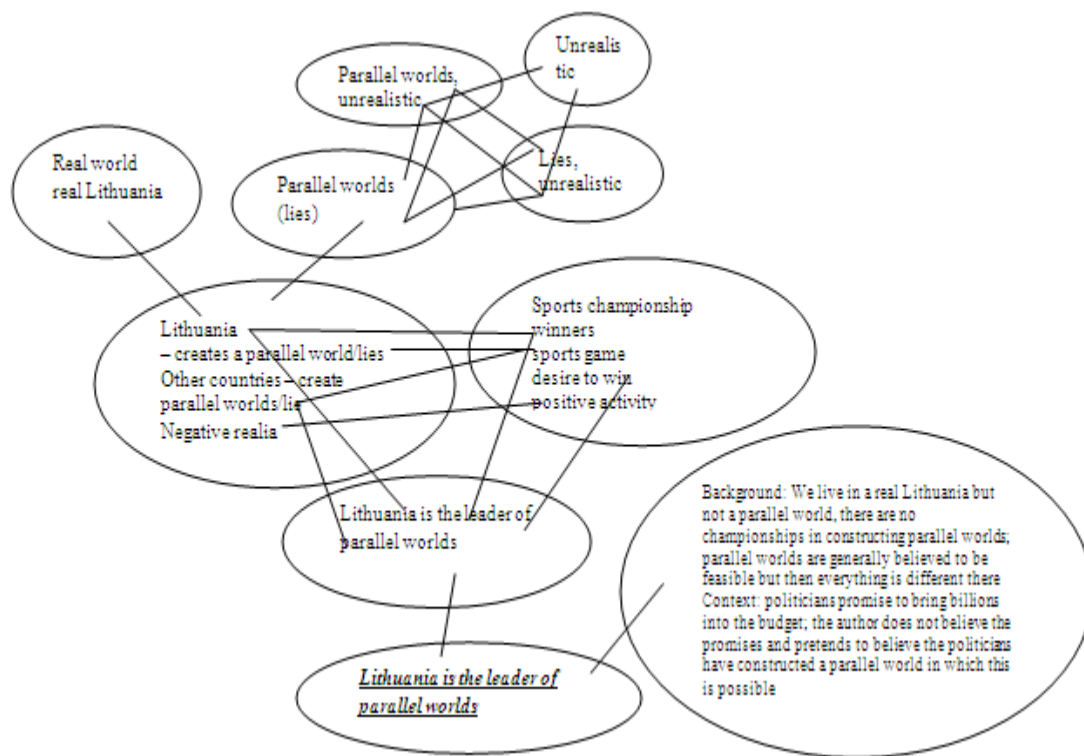 Unrealis
tic
Parallel worlds,
unrealistic
Lies,
unrealistic
Real world
real Lithuania
Parallel worlds
(lies)
Lithuania
– creates a parallel world/lies
Other countries – create
parallel worlds/lie
Negative realia
Sports championship
winners
sports game
desire to win
positive activity
Lithuania is the leader of
parallel worlds
Background: We live in a real Lithuania but
not a parallel world, there are no
championships in constructing parallel worlds;
parallel worlds are generally believed to be
feasible but then everything is different there
Context: politicians promise to bring billions
into the budget; the author does not believe the
promises and pretends to believe the politicians
have constructed a parallel world in which this
is possible
Lithuania is the leader of
parallel worlds